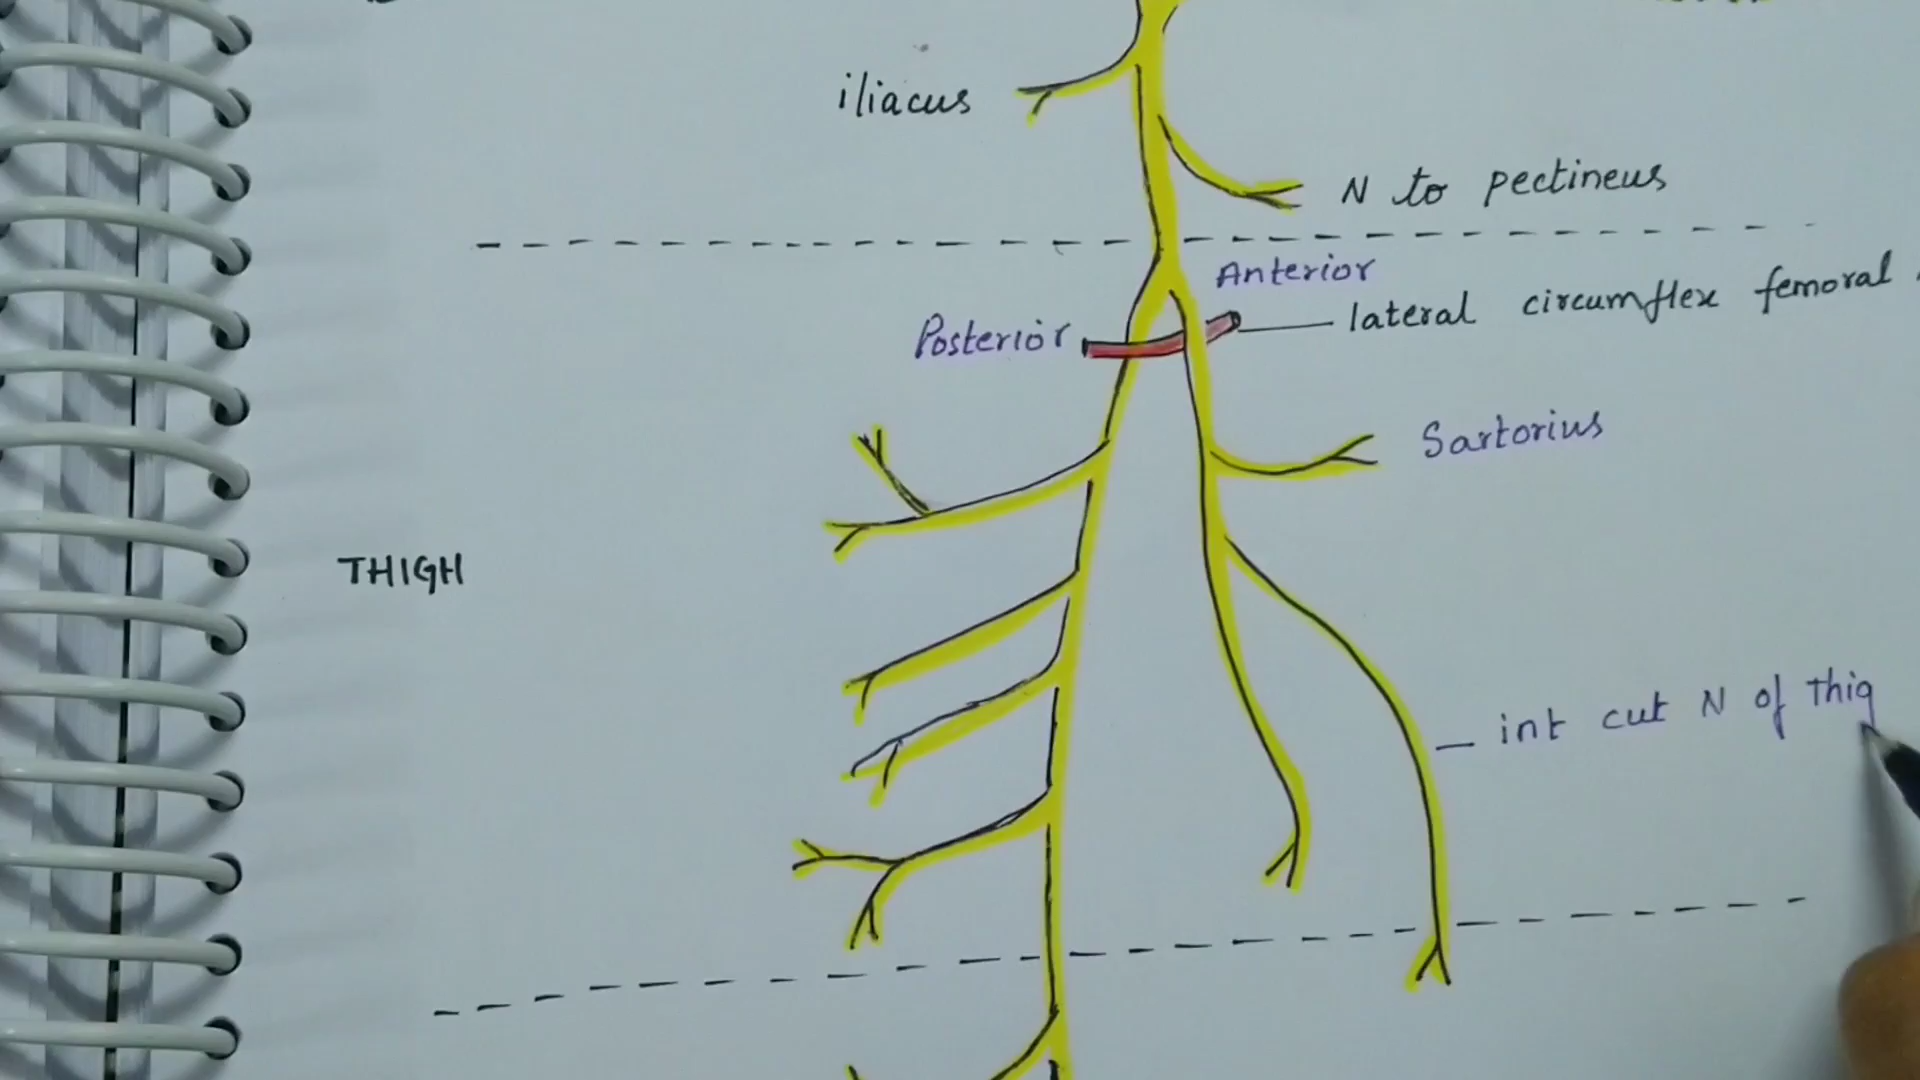 iliacus
N to pectineus
Anterior
lateral circumflex femoral
Posterior
Sartorius
THIGH
int cut N of thig